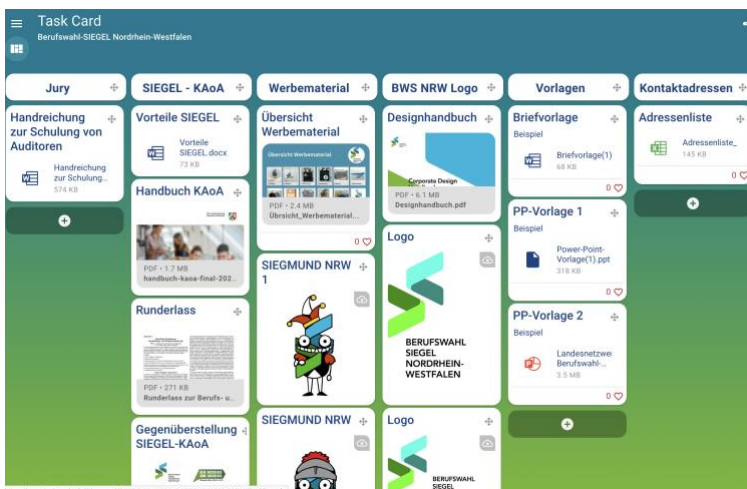 Task Card
Berufswahl-SIEGEL Nordrhein-Westfalen
Jury
Handreichung
zur Schulung von
Auditoren
Handreichung
zur Schulung...
574 KB
SIEGEL - KAoA
Vorteile SIEGEL
Vorteile
SIEGEL.docx
73 KB
Handbuch KAoA
PDF • 1.7 MB
handbuch-kaoa-final-202...
Runderlass
PDF • 271 KB
Runderlass zur Berufs- u...
Gegenüberstellung
SIEGEL-KAoA
Werbematerial
Übersicht
Werbematerial
Übersicht Werbematerial
PDF • 2.4 MB
Übrsicht_Werbematerial...
0
SIEGMUND NRW
1
SIEGMUND NRW
BWS NRW Logo
Designhandbuch
Corporate Design
PDF • 6.1 MB
Designhandbuch.pdf
Logo
BERUFSWAHL
SIEGEL
NORDRHEIN-
WESTFALEN
Logo
BERUFSWAHL
SIEGEL
Vorlagen
Briefvorlage
Beispiel
Briefvorlage(1)
68 KB
0
PP-Vorlage 1
Beispiel
Power-Point-
Vorlage(1).ppt
318 KB
0
PP-Vorlage 2
Beispiel
Landesnetzwe
Berufswahl-...
3.5 MB
0
Kontaktadressen
Adressenliste
Adressenliste_
145 KB
0